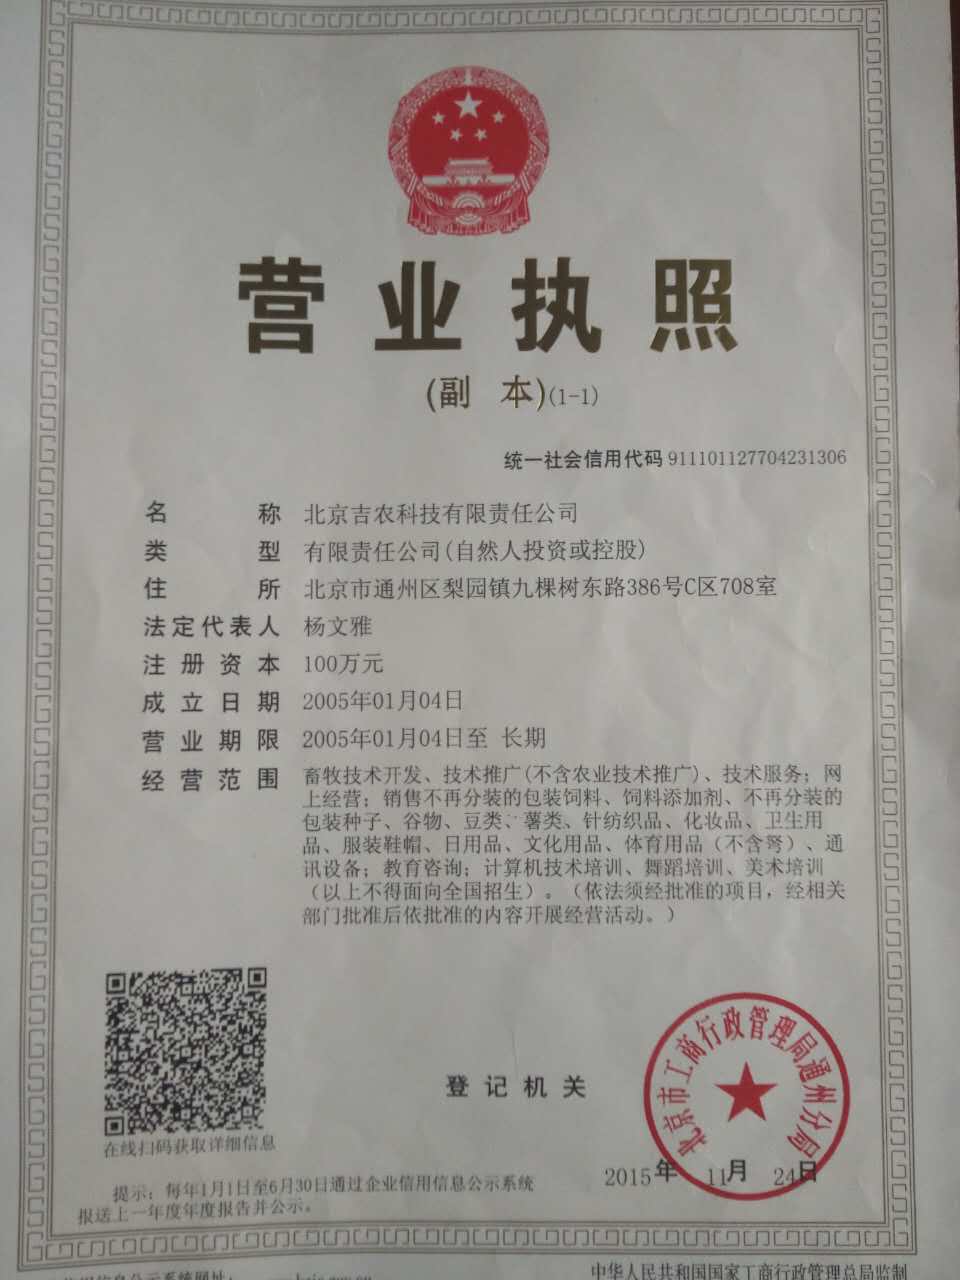 营业执照
(副 本)(1-1)
统一社会信用代码 911101127704231306
名 称 北京吉农科技有限责任公司
类 型 有限责任公司(自然人投资或控股)
住 所 北京市通州区梨园镇九棵树东路386号C区708室
法定代表人 杨文雅
注册资本 100万元
成立日期 2005年01月04日
营业期限 2005年01月04日至 长期
经营范围 畜牧技术开发、技术推广(不含农业技术推广)、技术服务；网
上经营；销售不再分装的包装饲料、饲料添加剂、不再分装的
包装种子、谷物、豆类、薯类、针纺织品、化妆品、卫生用
品、服装鞋帽、日用品、文化用品、体育用品（不含弩）、通
讯设备；教育咨询；计算机技术培训、舞蹈培训、美术培训
（以上不得面向全国招生）。（依法须经批准的项目，经相关
部门批准后依批准的内容开展经营活动。）
在线扫码获取详细信息
登记机关
北京市工商行政管理局通州分局
2015年 11月 24日
提示：每年1月1日至6月30日通过企业信用信息公示系统
报送上一年度年度报告并公示。
信息公示系统网址：
中华人民共和国国家工商行政管理总局监制